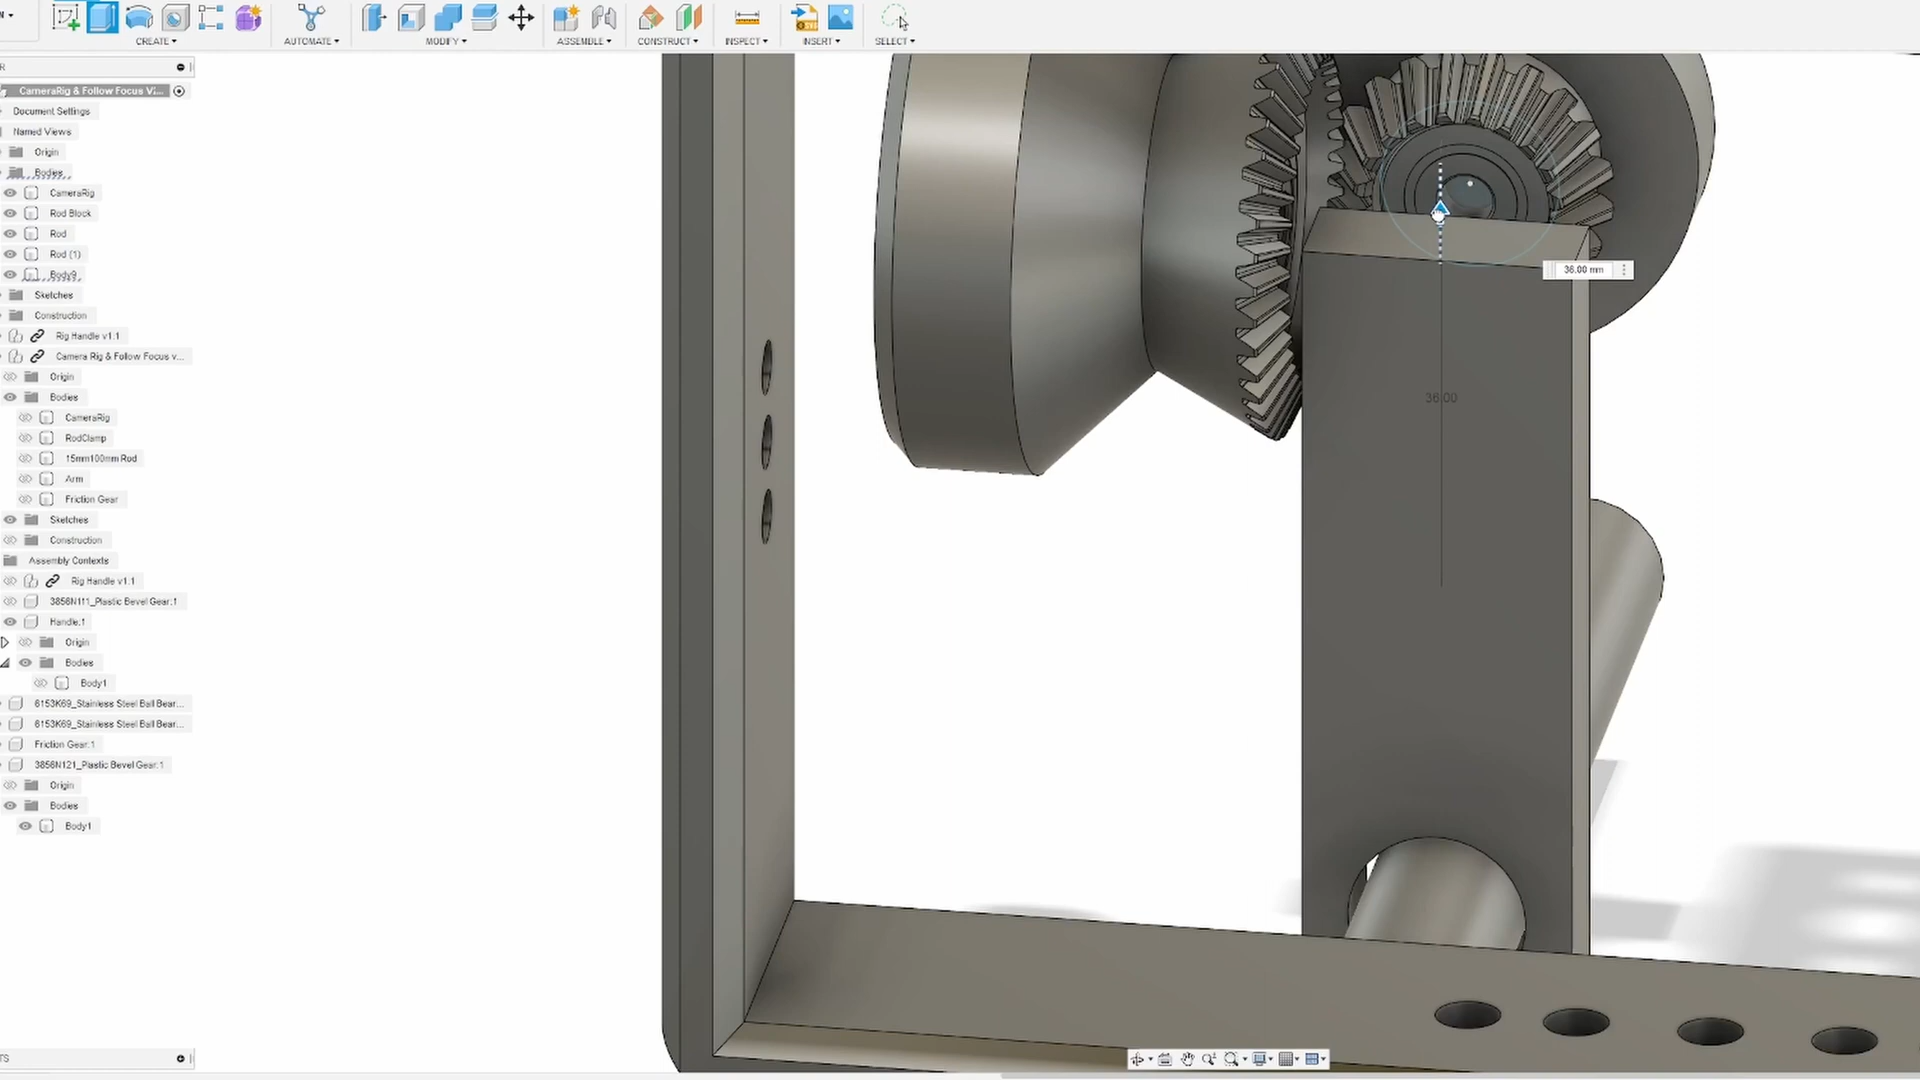 CREATE
AUTOMATE
MODIFY
ASSEMBLE
CONSTRUCT
INSPECT
INSERT
SELECT
R
CameraRig & Follow Focus V...
Document Settings
Named Views
Origin
Bodies
CameraRig
Rod Block
Rod
Rod (1)
Body9
Sketches
Construction
Rig Handle v1:1
Camera Rig & Follow Focus v...
Origin
Bodies
CameraRig
RodClamp
15mm100mm Rod
Arm
Friction Gear
Sketches
Construction
Assembly Contexts
Rig Handle v1:1
3856N111_Plastic Bevel Gear:1
Handle:1
Origin
Bodies
Body1
6153K69_Stainless Steel Ball Bear...
6153K69_Stainless Steel Ball Bear...
Friction Gear:1
3856N121_Plastic Bevel Gear:1
Origin
Bodies
Body1
36.00 mm
36.00
TS